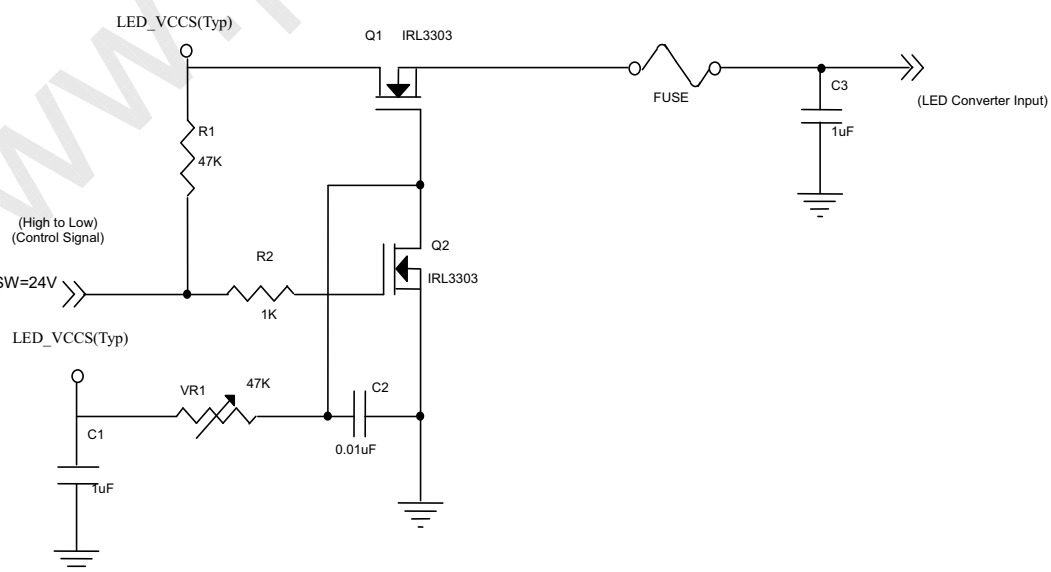 LED_VCCS(Typ)
Q1 IRL3303
FUSE
C3
1uF
(LED Converter Input)
R1
47K
(High to Low)
(Control Signal)
SW=24V
R2
1K
Q2
IRL3303
LED_VCCS(Typ)
VR1
47K
C2
0.01uF
C1
1uF